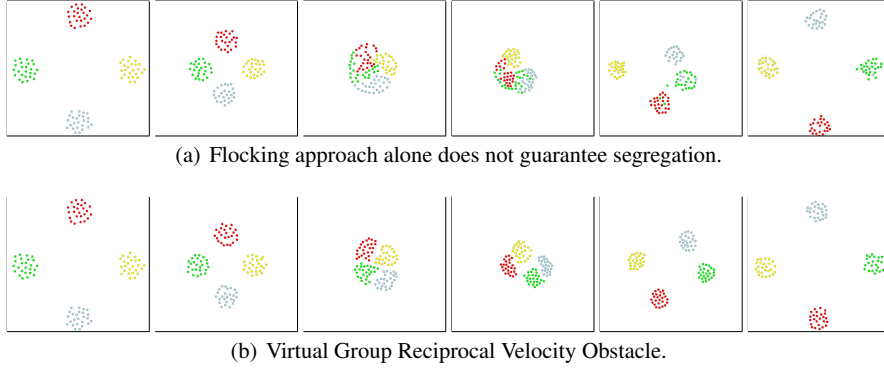 (a) Flocking approach alone does not guarantee segregation.
(b) Virtual Group Reciprocal Velocity Obstacle.